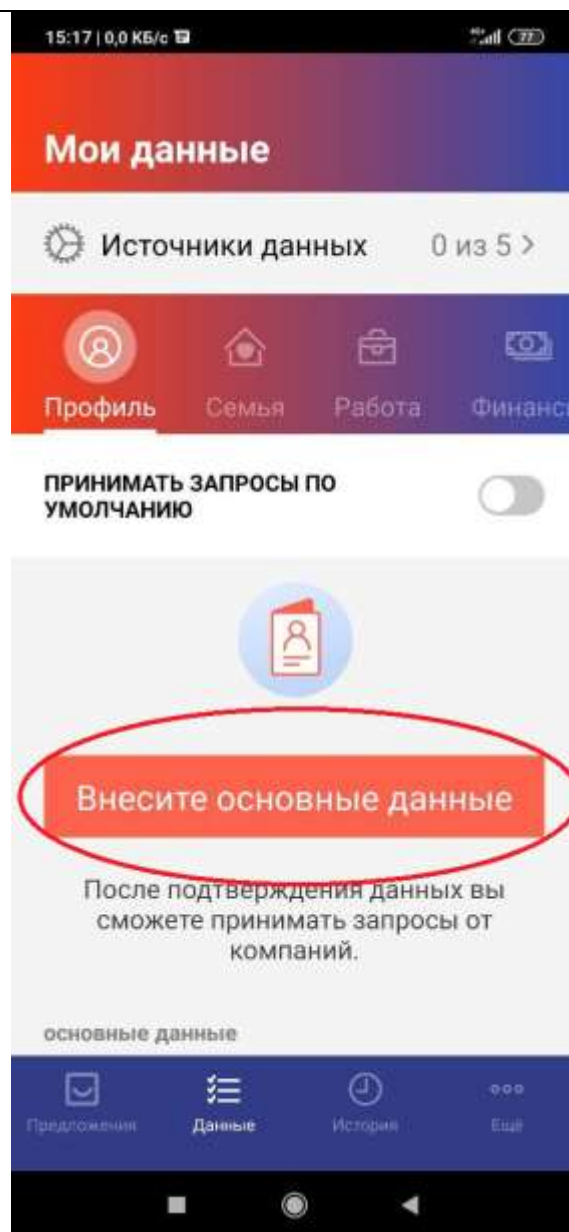 15:17 | 0,0 КБ/с
77
Мои данные
Источники данных 0 из 5 >
Профиль Семья Работа Финанс
ПРИНИМАТЬ ЗАПРОСЫ ПО
УМОЛЧАНИЮ
Внесите основные данные
После подтверждения данных вы
сможете принимать запросы от
компаний.
основные данные
Предложения Данные История Ещё